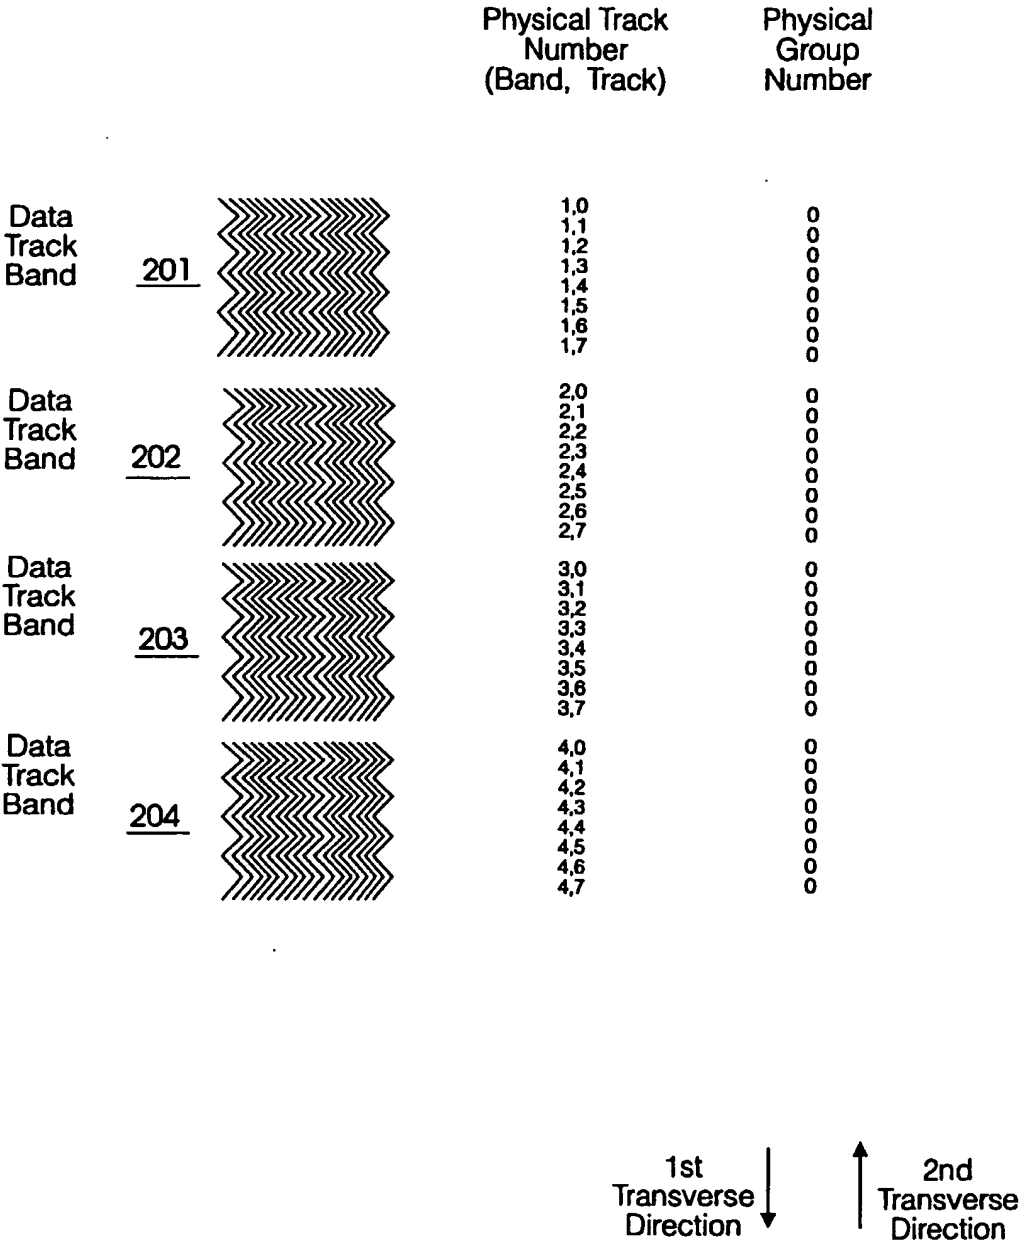 Physical Track
Number
(Band, Track)
Physical
Group
Number
Data
Track
Band
201
1,0
1,1
1,2
1,3
1,4
1,5
1,6
1,7
0
0
0
0
0
0
0
0
Data
Track
Band
202
2,0
2,1
2,2
2,3
2,4
2,5
2,6
2,7
0
0
0
0
0
0
0
0
Data
Track
Band
203
3,0
3,1
3,2
3,3
3,4
3,5
3,6
3,7
0
0
0
0
0
0
0
0
Data
Track
Band
204
4,0
4,1
4,2
4,3
4,4
4,5
4,6
4,7
0
0
0
0
0
0
0
0
1st
Transverse
Direction
2nd
Transverse
Direction